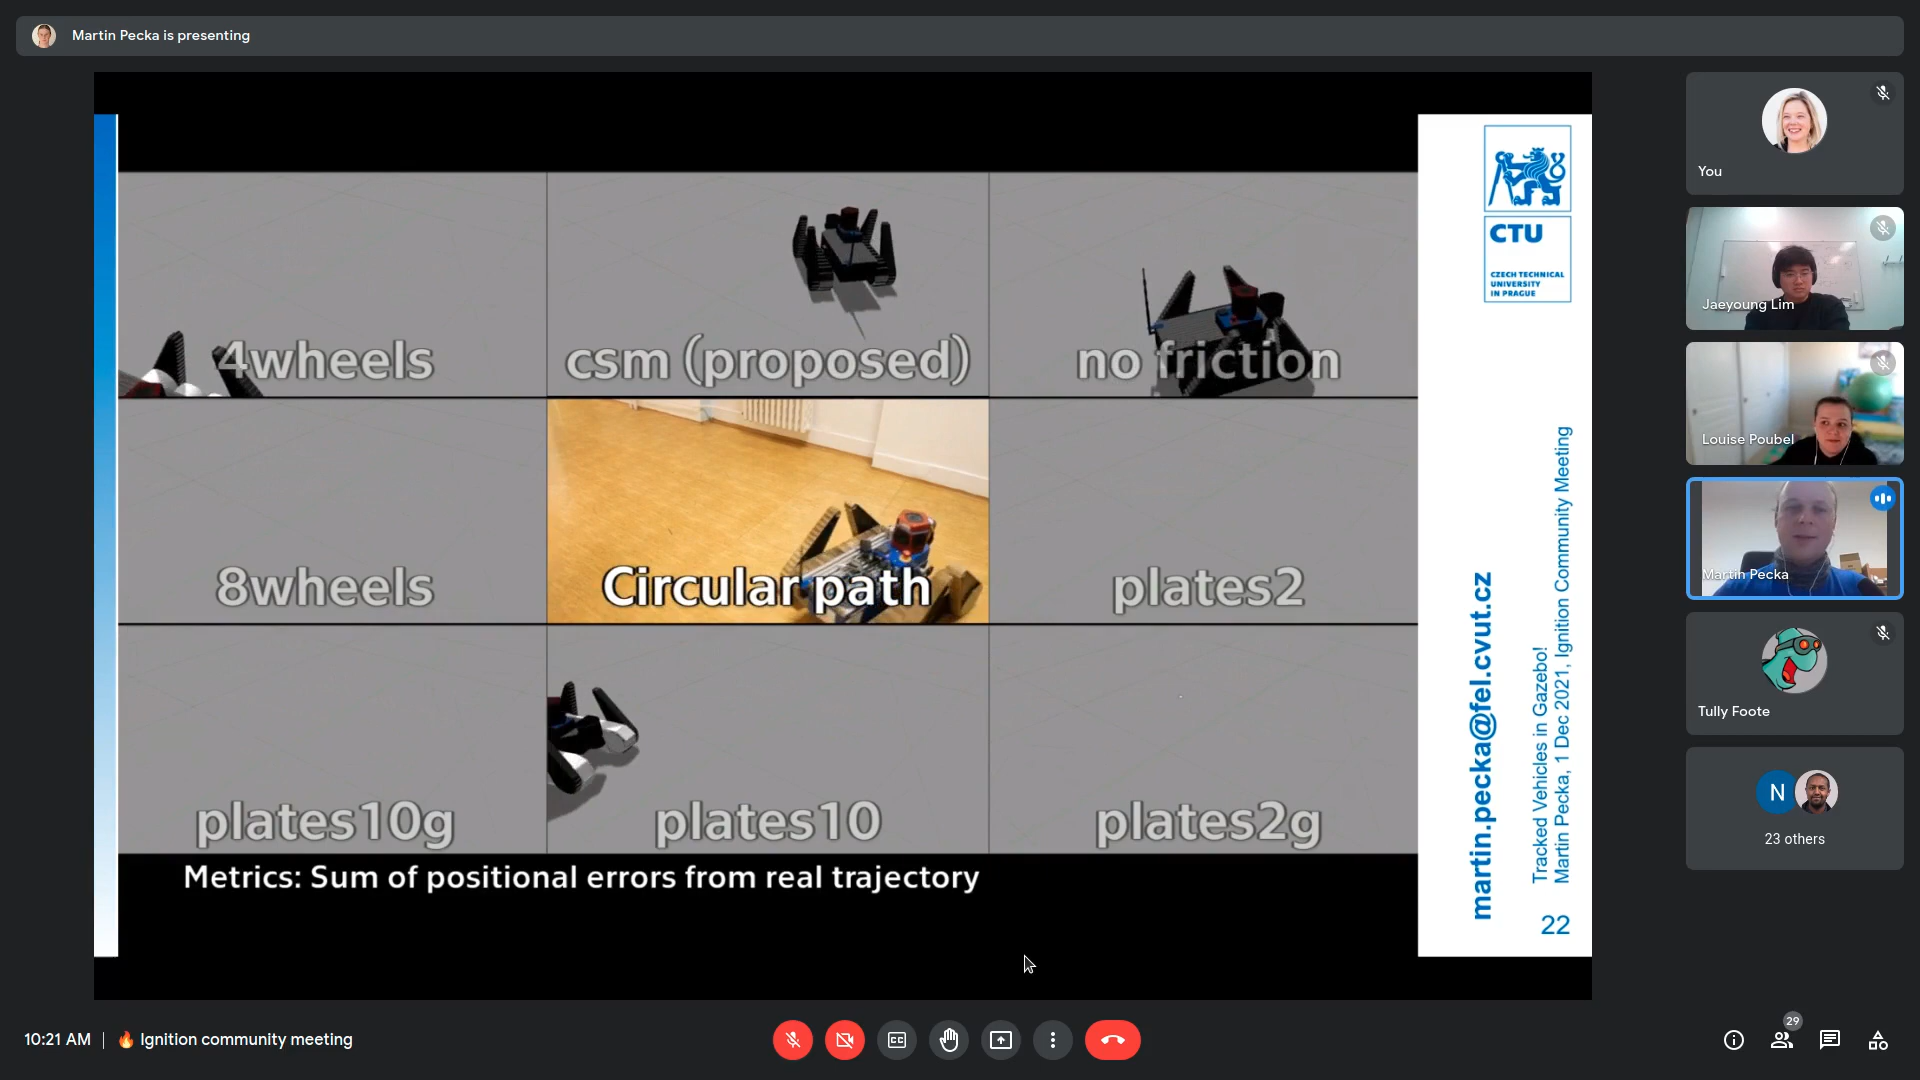 Martin Pecka is presenting
4wheels
csm (proposed)
no friction
8wheels
Circular path
plates2
plates10g
plates10
plates2g
Metrics: Sum of positional errors from real trajectory
CTU
CZECH TECHNICAL
UNIVERSITY
IN PRAGUE
martin.pecka@fel.cvut.cz
Tracked Vehicles in Gazebo!
Martin Pecka, 1 Dec 2021, Ignition Community Meeting
22
You
Jaeyoung Lim
Louise Poubel
Martin Pecka
Tully Foote
N
23 others
10:21 AM | 🔥 Ignition community meeting
CC
29